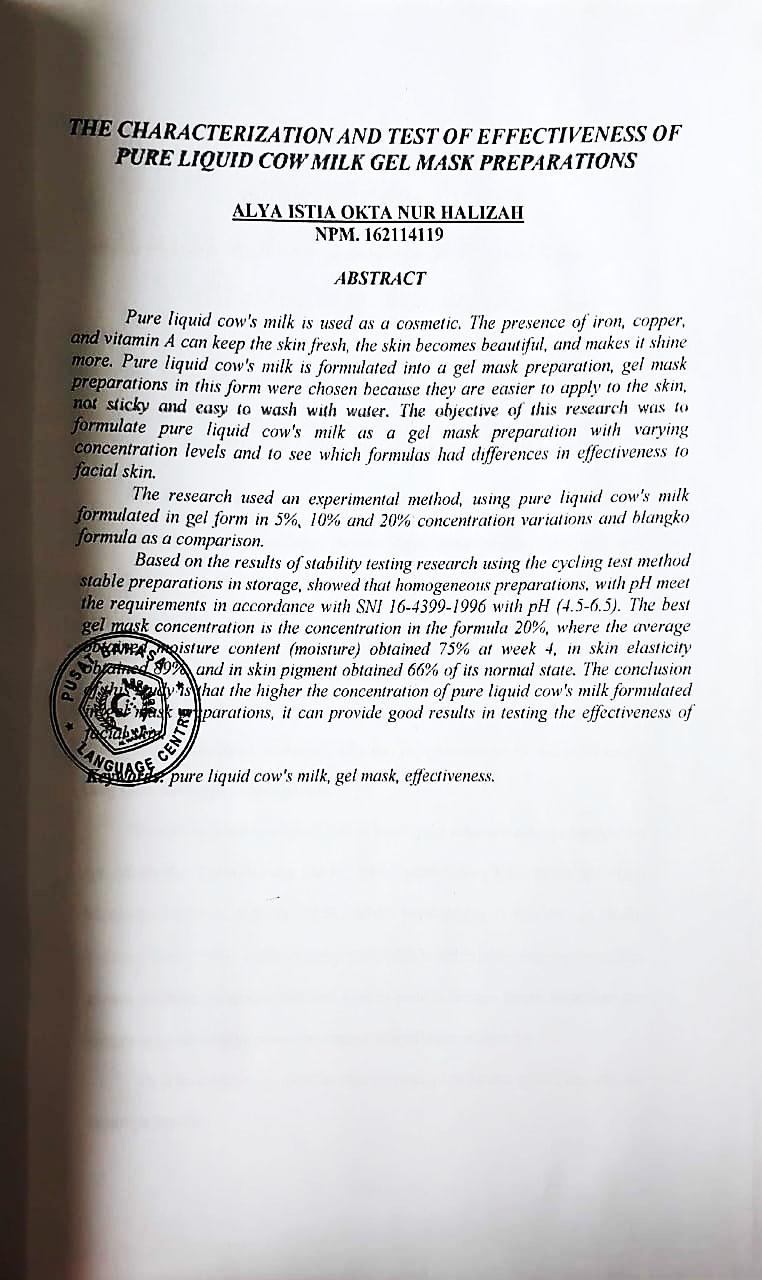 THE CHARACTERIZATION AND TEST OF EFFECTIVENESS OF
PURE LIQUID COW MILK GEL MASK PREPARATIONS
ALYA ISTIA OKTA NUR HALIZAH
NPM. 162114119
ABSTRACT
Pure liquid cow's milk is used as a cosmetic. The presence of iron, copper,
and vitamin A can keep the skin fresh, the skin becomes beautiful, and makes it shine
more. Pure liquid cow's milk is formulated into a gel mask preparation, gel mask
preparations in this form were chosen because they are easier to apply to the skin,
not sticky and easy to wash with water. The objective of this research was to
formulate pure liquid cow's milk as a gel mask preparation with varying
concentration levels and to see which formulas had differences in effectiveness to
facial skin.
The research used an experimental method, using pure liquid cow's milk
formulated in gel form in 5%, 10% and 20% concentration variations and blangko
formula as a comparison.
Based on the results of stability testing research using the cycling test method
stable preparations in storage, showed that homogeneous preparations, with pH meet
the requirements in accordance with SNI 16-4399-1996 with pH (4.5-6.5). The best
gel mask concentration is the concentration in the formula 20%, where the average
obtained moisture content (moisture) obtained 75% at week 4, in skin elasticity
obtained 80% and in skin pigment obtained 66% of its normal state. The conclusion
is that the higher the concentration of pure liquid cow's milk formulated
mask preparations, it can provide good results in testing the effectiveness of
facial
Keywords: pure liquid cow's milk, gel mask, effectiveness.
PUSAT BAHASA
LANGUAGE CENTRE